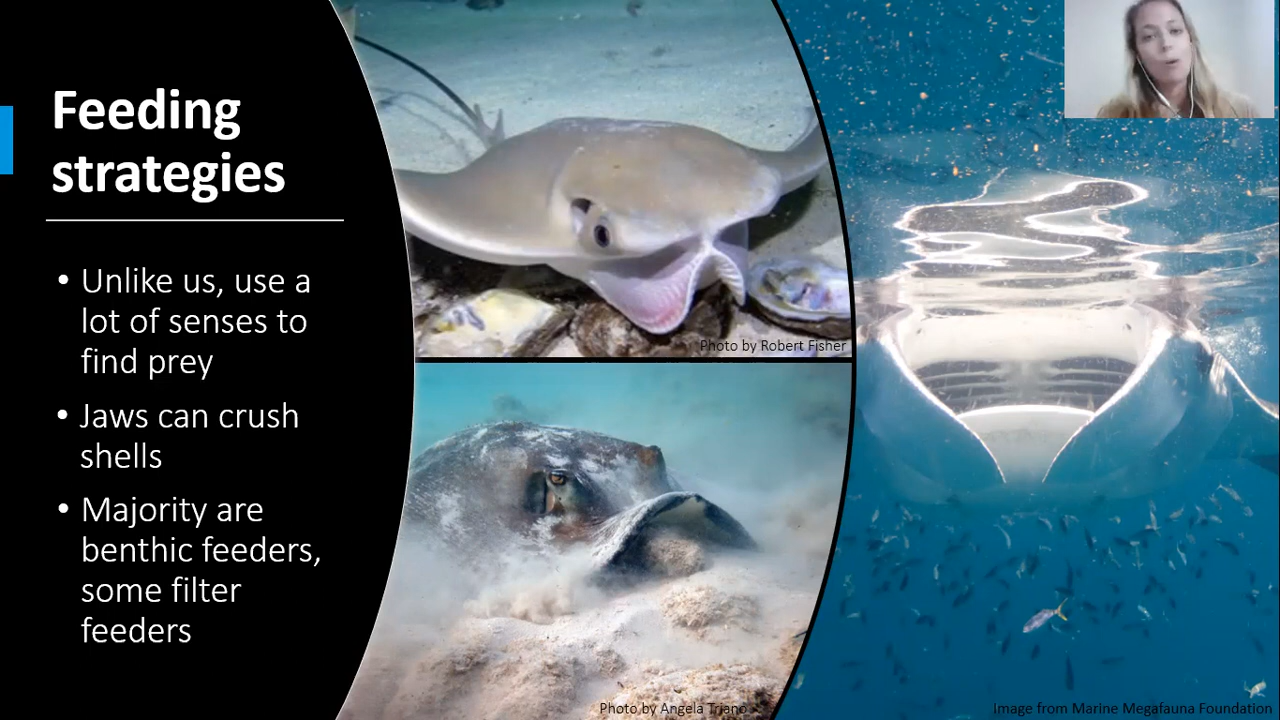 Feeding
strategies
• Unlike us, use a
lot of senses to
find prey
• Jaws can crush
shells
• Majority are
benthic feeders,
some filter
feeders
Photo by Robert Fisher
Photo by Angela Triano
Image from Marine Megafauna Foundation